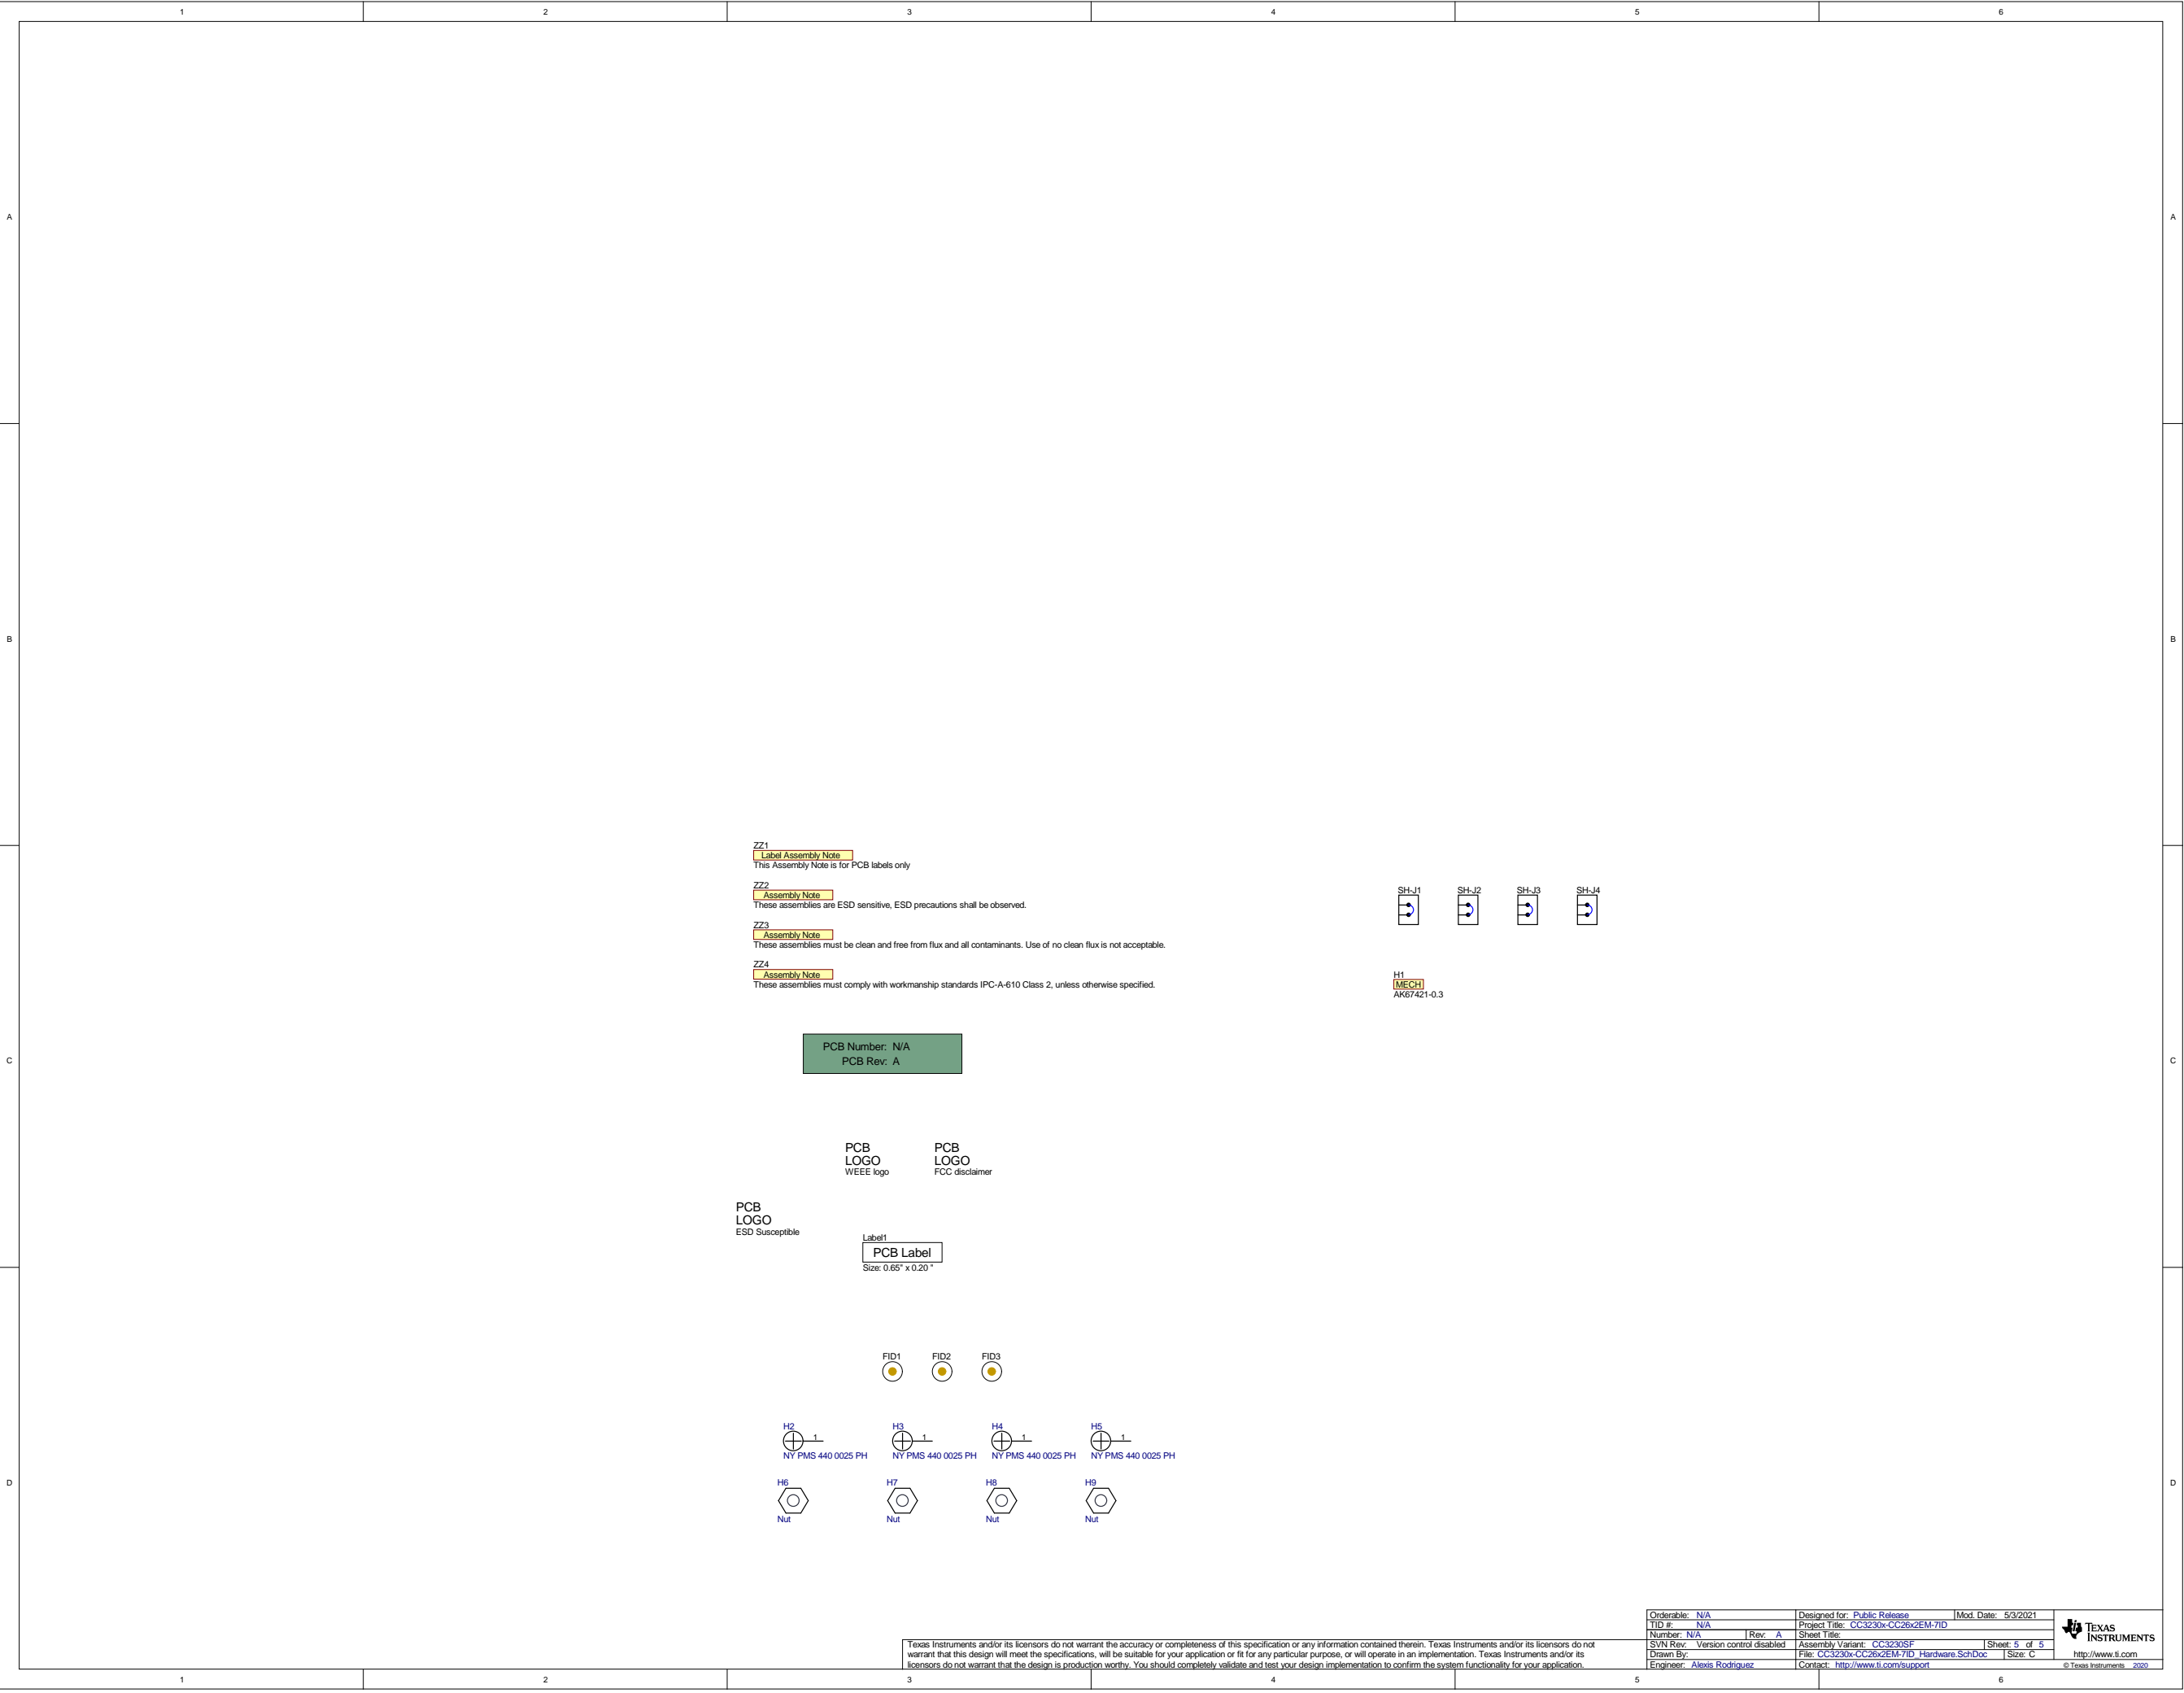 1 2 3 4 5 6
A A
B B
ZZ1
Label Assembly Note
This Assembly Note is for PCB labels only
ZZ2
Assembly Note
These assemblies are ESD sensitive, ESD precautions shall be observed.
ZZ3
Assembly Note
These assemblies must be clean and free from flux and all contaminants. Use of no clean flux is not acceptable.
ZZ4
Assembly Note
These assemblies must comply with workmanship standards IPC-A-610 Class 2, unless otherwise specified.
SH-J1 SH-J2 SH-J3 SH-J4
H1
MECH
AK67421-0.3
C C
PCB Number: N/A
PCB Rev: A
PCB
LOGO
WEEE logo
PCB
LOGO
FCC disclaimer
PCB
LOGO
ESD Susceptible
Label1
PCB Label
Size: 0.65" x 0.20 "
FID1 FID2 FID3
H2 H3 H4 H5
1 1 1 1
NY PMS 440 0025 PH NY PMS 440 0025 PH NY PMS 440 0025 PH NY PMS 440 0025 PH
D D
H6 H7 H8 H9
Nut Nut Nut Nut
Texas Instruments and/or its licensors do not warrant the accuracy or completeness of this specification or any information contained therein. Texas Instruments and/or its licensors do not
warrant that this design will meet the specifications, will be suitable for your application or fit for any particular purpose, or will operate in an implementation. Texas Instruments and/or its
licensors do not warrant that the design is production worthy. You should completely validate and test your design implementation to confirm the system functionality for your application.
Orderable: N/A Designed for: Public Release Mod. Date: 5/3/2021
TID #: N/A Project Title: CC3230x-CC26x2EM-7ID
Number: N/A Rev: A Sheet Title:
SVN Rev: Version control disabled Assembly Variant: CC3230SF Sheet: 5 of 5
Drawn By: File: CC3230x-CC26x2EM-7ID_Hardware.SchDoc Size: C
Engineer: Alexis Rodriguez Contact: http://www.ti.com/support
TEXAS
INSTRUMENTS
http://www.ti.com
© Texas Instruments 2020
1 2 3 4 5 6